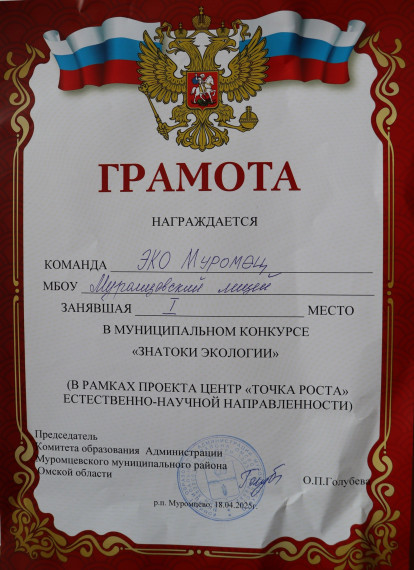 ГРАМОТА
НАГРАЖДАЕТСЯ
КОМАНДА ЭКО Муромец
МБОУ Муромцовский лицей
ЗАНЯВШАЯ I МЕСТО
В МУНИЦИПАЛЬНОМ КОНКУРСЕ
«ЗНАТОКИ ЭКОЛОГИИ»
(В РАМКАХ ПРОЕКТА ЦЕНТР «ТОЧКА РОСТА»
ЕСТЕСТВЕННО-НАУЧНОЙ НАПРАВЛЕННОСТИ)
Председатель
Комитета образования Администрации
Муромцевского муниципального района
Омской области
О.П.Голубева
р.п. Муромцево, 18.04.2025г.